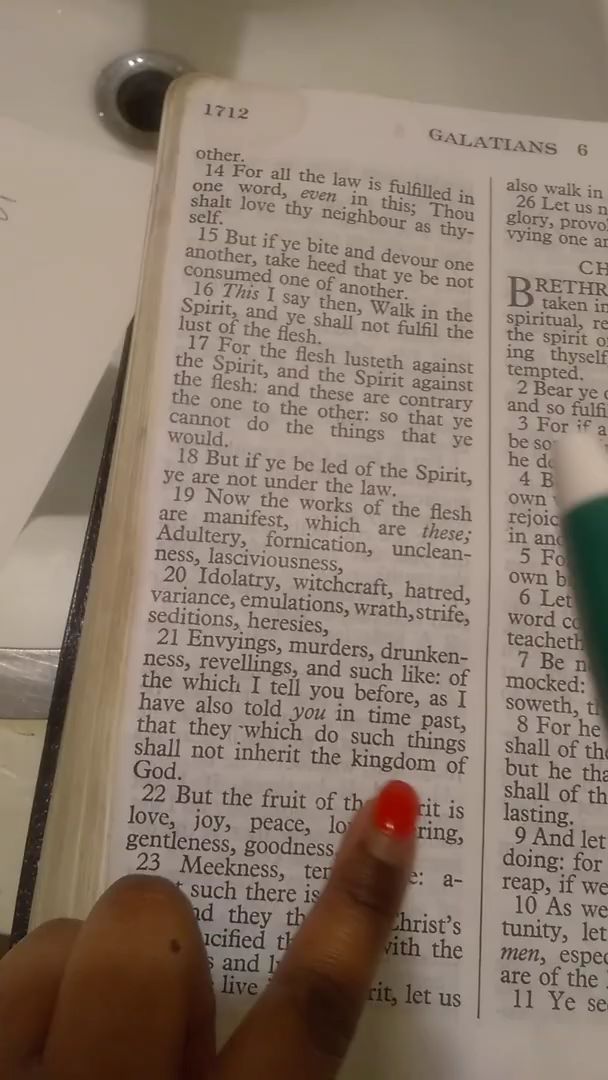 1712
GALATIANS 6
other.
14 For all the law is fulfilled in
one word, even in this; Thou
shalt love thy neighbour as thy-
self.
15 But if ye bite and devour one
another, take heed that ye be not
consumed one of another.
16 This I say then, Walk in the
Spirit, and ye shall not fulfil the
lust of the flesh.
17 For the flesh lusteth against
the Spirit, and the Spirit against
the flesh: and these are contrary
the one to the other: so that ye
cannot do the things that ye
would.
18 But if ye be led of the Spirit,
ye are not under the law.
19 Now the works of the flesh
are manifest, which are these;
Adultery, fornication, unclean-
ness, lasciviousness,
20 Idolatry, witchcraft, hatred,
variance, emulations, wrath, strife,
seditions, heresies,
21 Envyings, murders, drunken-
ness, revellings, and such like: of
the which I tell you before, as I
have also told you in time past,
that they which do such things
shall not inherit the kingdom of
God.
22 But the fruit of
is
love, joy, peace,
gentleness, goodness
23 Meekness,
a-
such there is
they
Christ's
with the
and
live
let us
also walk in
26 Let us
glory,
vying one
BRETHR
taken in
spiritual,
the spirit
ing thyself
tempted.
2 Bear ye
and so
3 For if a
be
he
4
own
in
5
own
6 Let
word
teacheth
7 Be
mocked:
soweth,
8 For he
shall of the
but he
shall of
lasting.
9 And let
doing: for
reap, if we
10 As we
tunity, let
men,
are of the
11 Ye